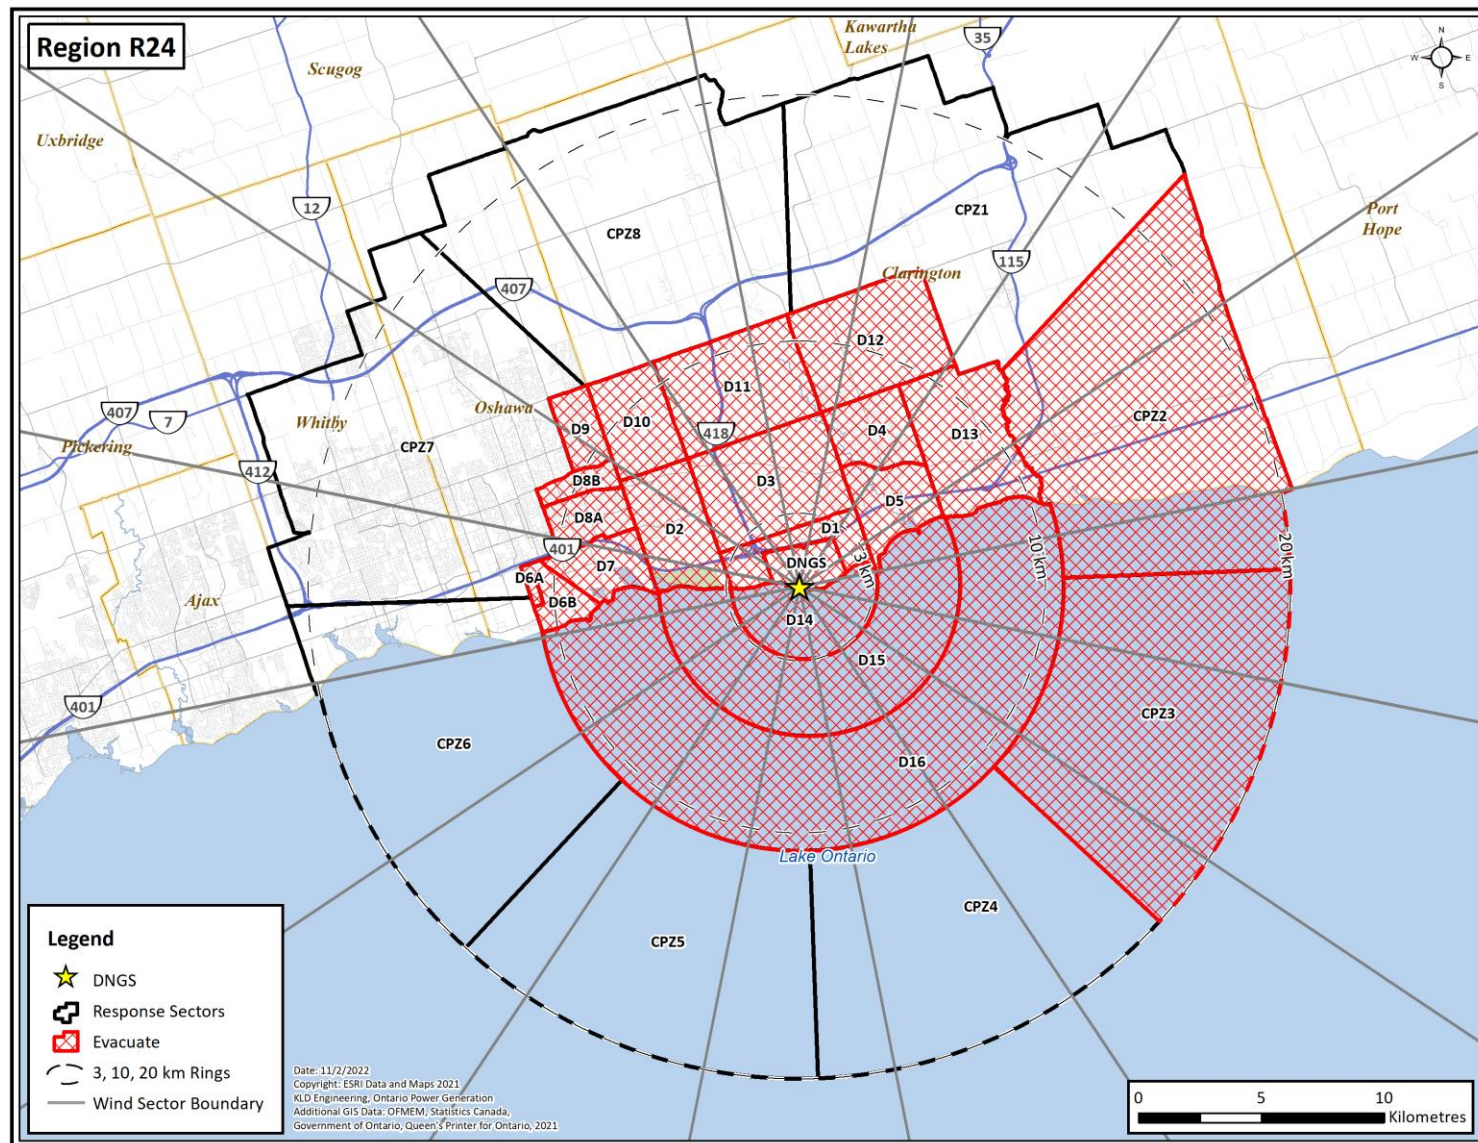 Region R24
Kawartha
Lakes
35
N
W
E
S
Scugog
Uxbridge
12
CPZ8
CPZ1
Port
Hope
115
Clarington
407
D12
D11
407
7
Whitby
Oshawa
D9
D10
418
D4
D13
CPZ2
Pickering
CPZ7
412
D8B
D3
D5
D8A
D2
D1
401
D7
DNGS
3 km
10 km
20 km
D6A
D6B
Ajax
D14
D15
401
CPZ6
CPZ3
D16
Lake Ontario
CPZ5
CPZ4
Legend
DNGS
Response Sectors
Evacuate
3, 10, 20 km Rings
Wind Sector Boundary
Date: 11/2/2022
Copyright: ESRI Data and Maps 2021
KLD Engineering, Ontario Power Generation
Additional GIS Data: OFMEM, Statistics Canada,
Government of Ontario, Queen's Printer for Ontario, 2021
0 5 10
Kilometres